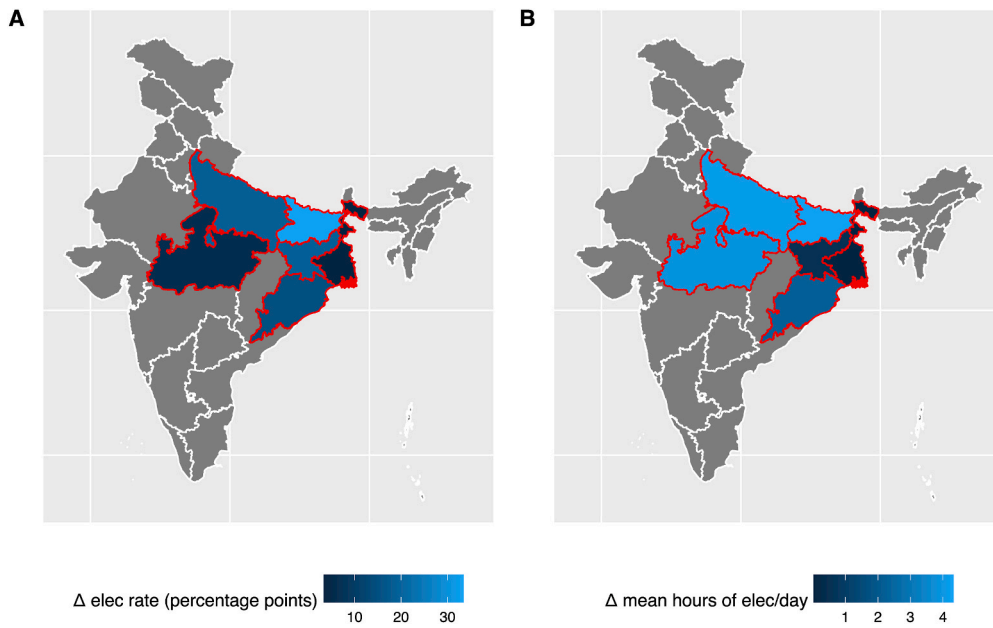 A
B
Δ elec rate (percentage points)
10 20 30
Δ mean hours of elec/day
1 2 3 4